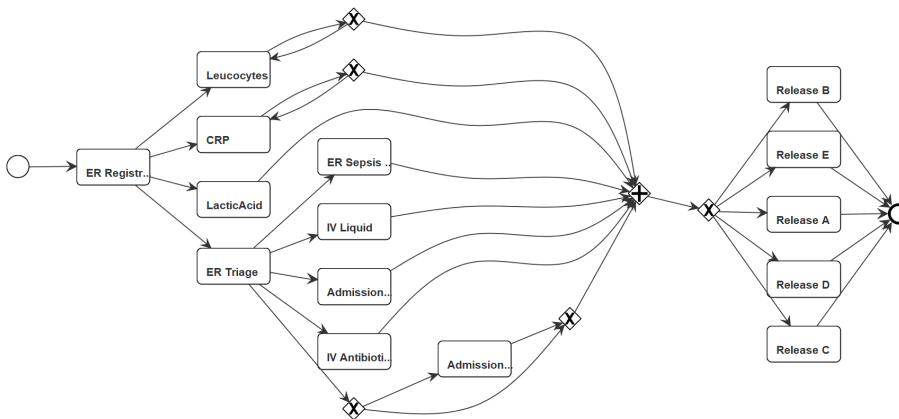 Leucocytes
CRP
ER Registr..
LacticAcid
ER Triage
ER Sepsis ..
IV Liquid
Admission..
IV Antibioti..
Admission..
X
X
X
X
+
X
Release B
Release E
Release A
Release D
Release C